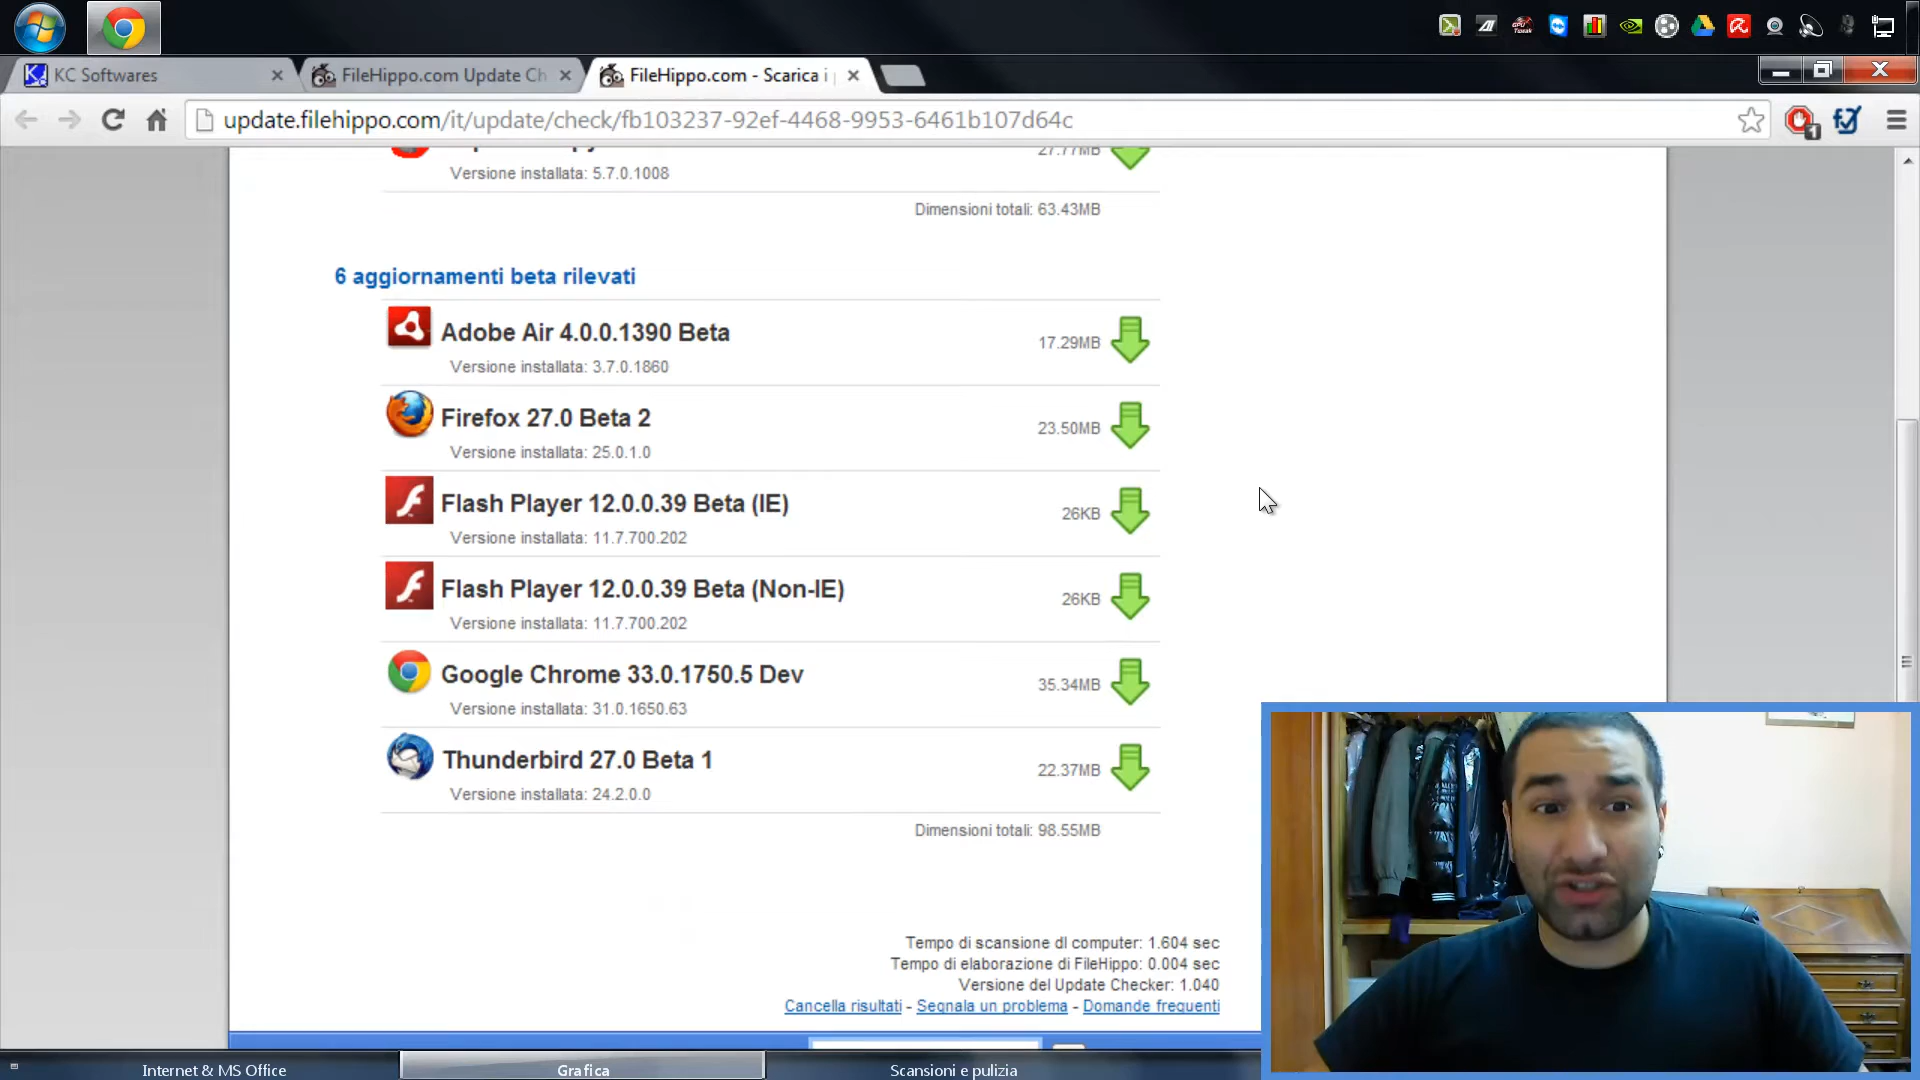 KC Softwares
FileHippo.com Update Ch
FileHippo.com - Scarica i
update.filehippo.com/it/update/check/fb103237-92ef-4468-9953-6461b107d64c
1
27.77MB
Versione installata: 5.7.0.1008
Dimensioni totali: 63.43MB
6 aggiornamenti beta rilevati
Adobe Air 4.0.0.1390 Beta
17.29MB
Versione installata: 3.7.0.1860
Firefox 27.0 Beta 2
23.50MB
Versione installata: 25.0.1.0
Flash Player 12.0.0.39 Beta (IE)
26KB
Versione installata: 11.7.700.202
Flash Player 12.0.0.39 Beta (Non-IE)
26KB
Versione installata: 11.7.700.202
Google Chrome 33.0.1750.5 Dev
35.34MB
Versione installata: 31.0.1650.63
Thunderbird 27.0 Beta 1
22.37MB
Versione installata: 24.2.0.0
Dimensioni totali: 98.55MB
Tempo di scansione dl computer: 1.604 sec
Tempo di elaborazione di FileHippo: 0.004 sec
Versione del Update Checker: 1.040
Cancella risultati - Segnala un problema - Domande frequenti
Internet & MS Office
Grafica
Scansioni e pulizia